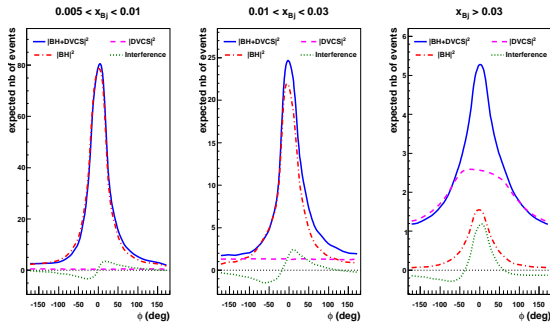 0.005 < x_Bj < 0.01
expected nb of events
|BH+DVCS|² |DVCS|²
|BH|² Interference
80
60
40
20
0
-150 -100 -50 0 50 100 150
ϕ (deg)
0.01 < x_Bj < 0.03
expected nb of events
|BH+DVCS|² |DVCS|²
|BH|² Interference
25
20
15
10
5
0
-150 -100 -50 0 50 100 150
ϕ (deg)
x_Bj > 0.03
expected nb of events
|BH+DVCS|² |DVCS|²
|BH|² Interference
6
5
4
3
2
1
0
-150 -100 -50 0 50 100 150
ϕ (deg)